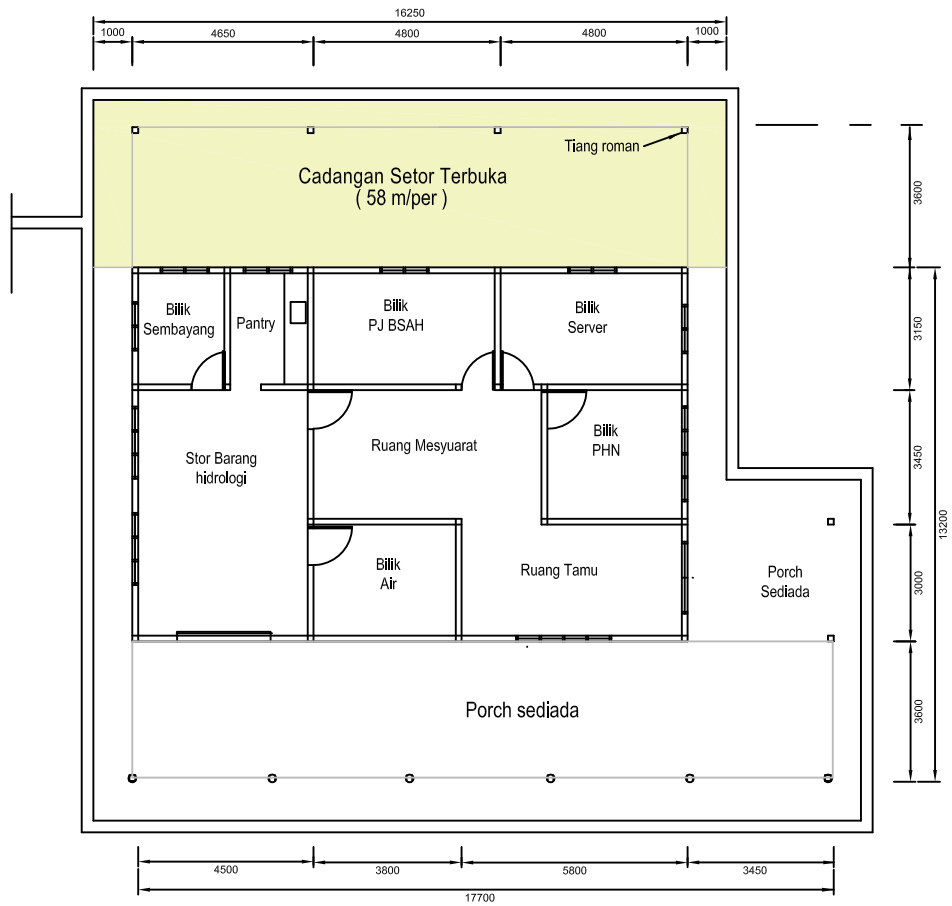 16250
1000
4650
4800
4800
1000
Tiang roman
Cadangan Setor Terbuka
( 58 m/per )
3600
Bilik
Sembayang
Pantry
Bilik
PJ BSAH
Bilik
Server
3150
Stor Barang
hidrologi
Ruang Mesyuarat
Bilik
PHN
3450
13200
Bilik
Air
Ruang Tamu
Porch
Sediada
3000
Porch sediada
3600
4500
3800
5800
3450
17700